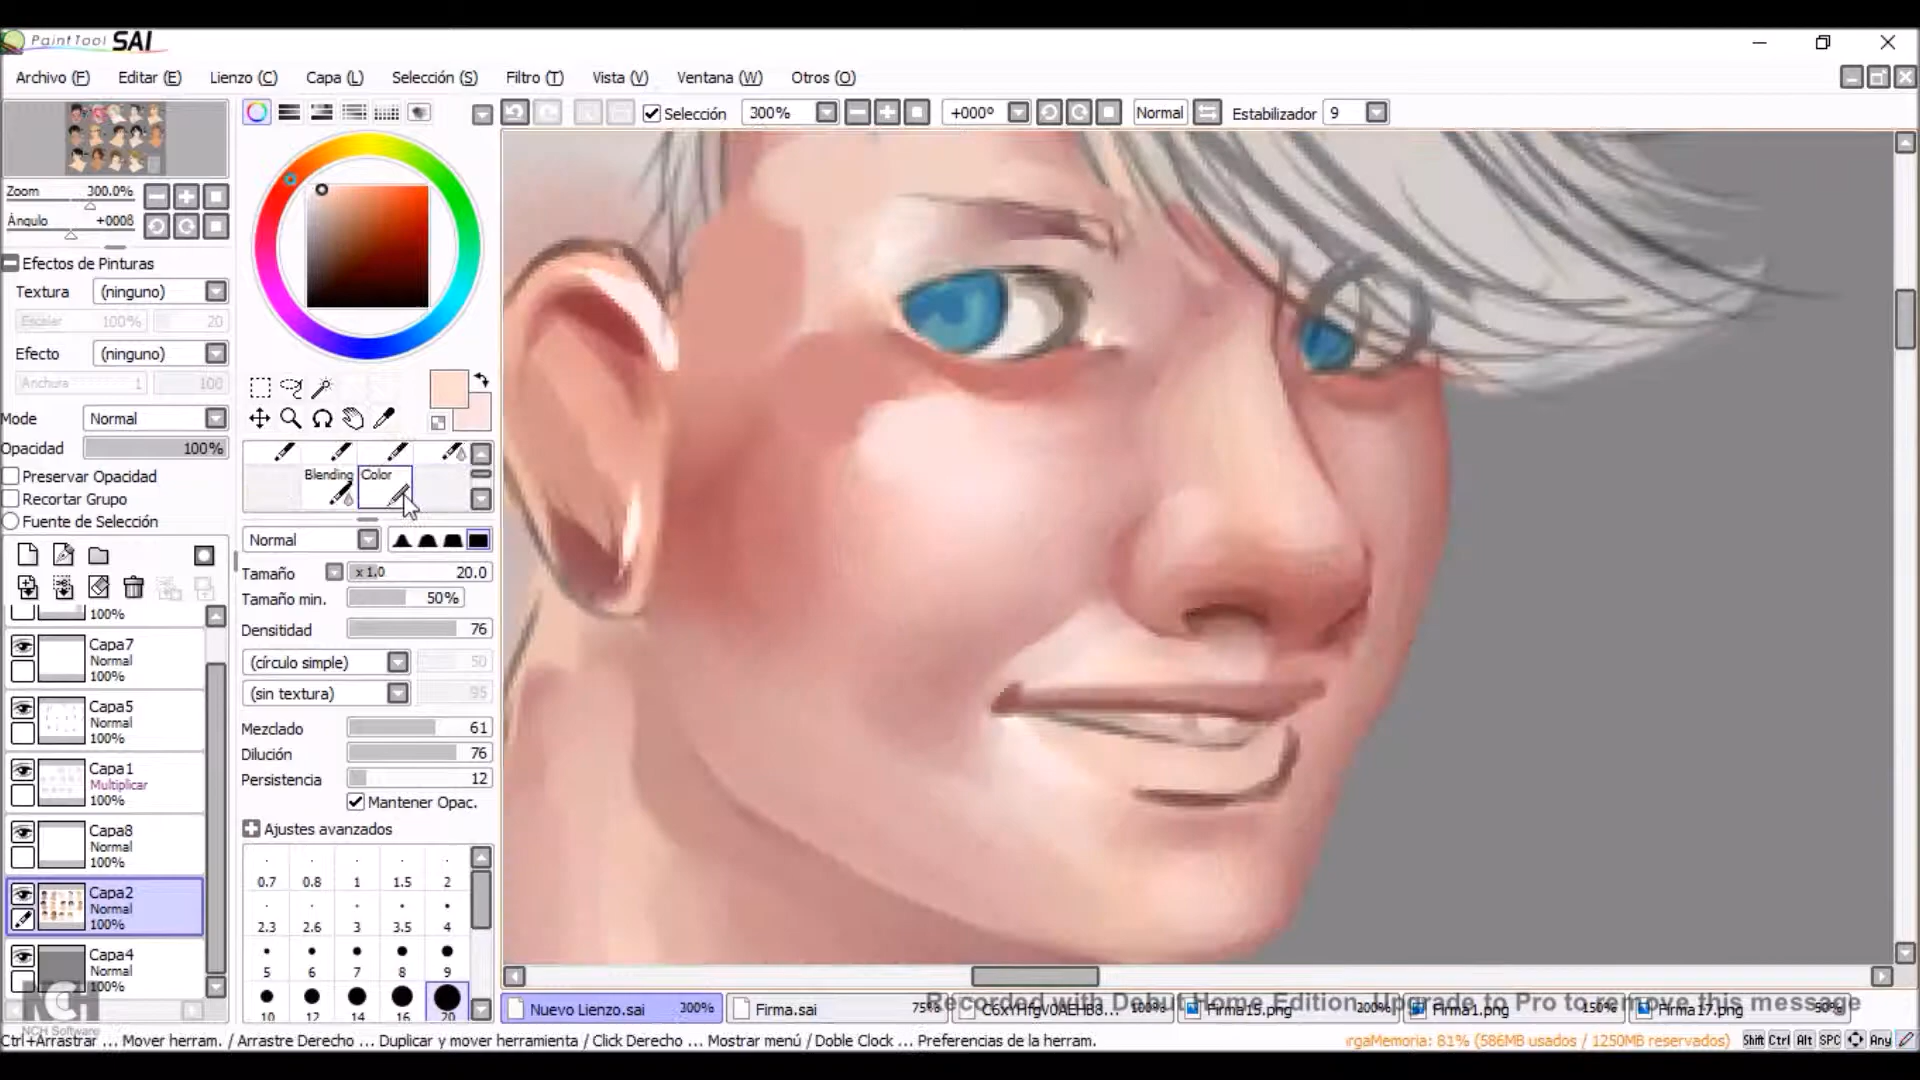 PaintTool SAI
Archivo (F) Editar (E) Lienzo (C) Capa (L) Selección (S) Filtro (T) Vista (V) Ventana (W) Otros (O)
Selección 300% +000º Normal Estabilizador 9
Zoom 300.0%
Ángulo +0008
Efectos de Pinturas
Textura (ninguno)
Escaler 100% 20
Efecto (ninguno)
Anchura 1 100
Mode Normal
Opacidad 100%
Preservar Opacidad
Recortar Grupo
Fuente de Selección
100%
Capa7
Normal
100%
Capa5
Normal
100%
Capa1
Multiplicar
100%
Capa8
Normal
100%
Capa2
Normal
100%
Capa4
Normal
100%
NCH
NCH Software
Blending Color
Normal
Tamaño x 1.0 20.0
Tamaño min. 50%
Densitidad 76
(círculo simple) 50
(sin textura) 95
Mezclado 61
Dilución 76
Persistencia 12
Mantener Opac.
Ajustes avanzados
0.7 0.8 1 1.5 2
2.3 2.6 3 3.5 4
5 6 7 8 9
10 12 14 16 20
Nuevo Lienzo.sai 300% Firma.sai 75% 100% Firma15.png 200% Firma1.png 150% Firma17.png 50%
Recorded with Debut Home Edition. Upgrade to Pro to remove this message
Ctrl+Arrastrar ... Mover herram. / Arrastre Derecho ... Duplicar y mover herramienta / Click Derecho ... Mostrar menú / Doble Clock ... Preferencias de la herram.
rgaMemoria: 81% (586MB usados / 1250MB reservados) Shift Ctrl Alt SPC Any